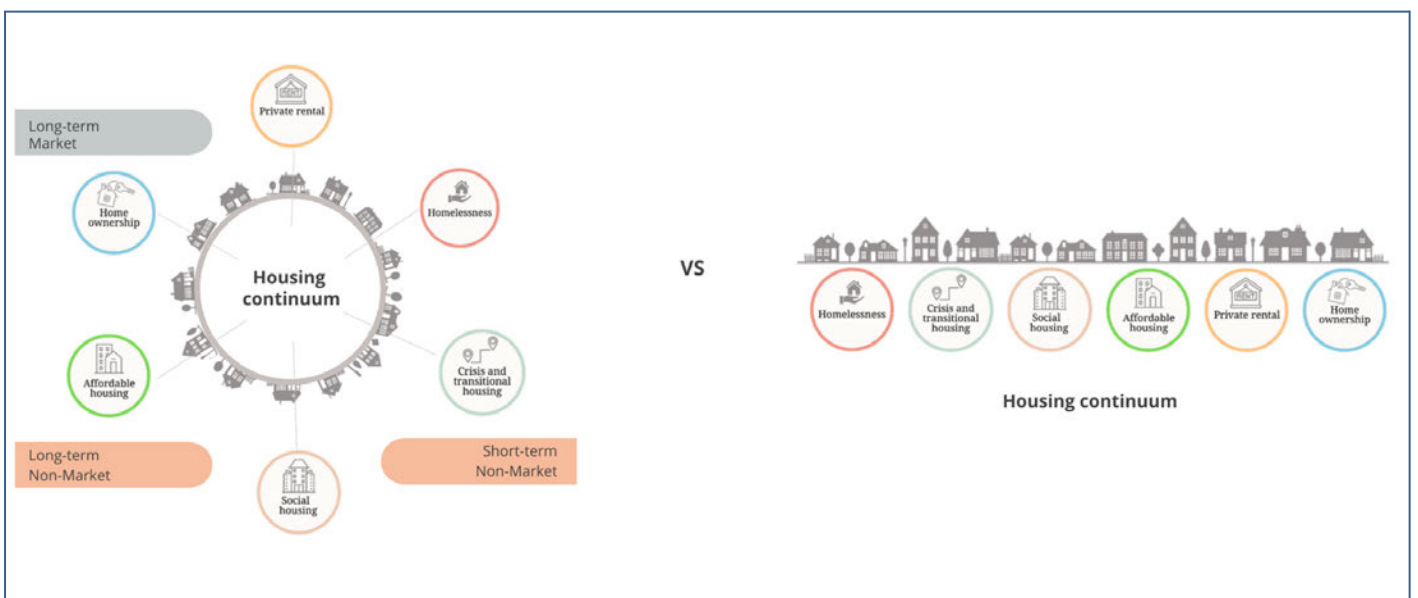 RENT
Private rental
Long-term
Market
Home
ownership
Homelessness
Housing
continuum
Affordable
housing
Crisis and
transitional
housing
Long-term
Non-Market
Short-term
Non-Market
Social
housing
VS
Homelessness
Crisis and
transitional
housing
Social
housing
Affordable
housing
RENT
Private rental
Home
ownership
Housing continuum